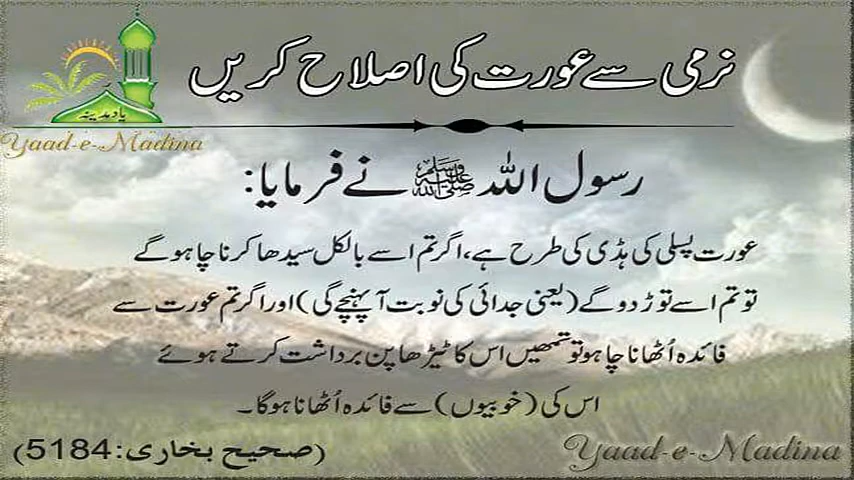 نرمی سے عورت کی اصلاح کریں
یاد مدینہ
Yaad-e-Madina
رسول اللہ ﷺ نے فرمایا:
عورت پسلی کی ہڈی کی طرح ہے، اگر تم اسے بالکل سیدھا کرنا چاہو گے
تو تم اسے توڑ دو گے (یعنی جدائی کی نوبت آ پہنچے گی) اور اگر تم عورت سے
فائدہ اُٹھانا چاہو تو تمھیں اس کا ٹیڑھا پن برداشت کرتے ہوئے
اس کی (خوبیوں) سے فائدہ اُٹھانا ہوگا۔
(صحیح بخاری:5184)
Yaad-e-Madina